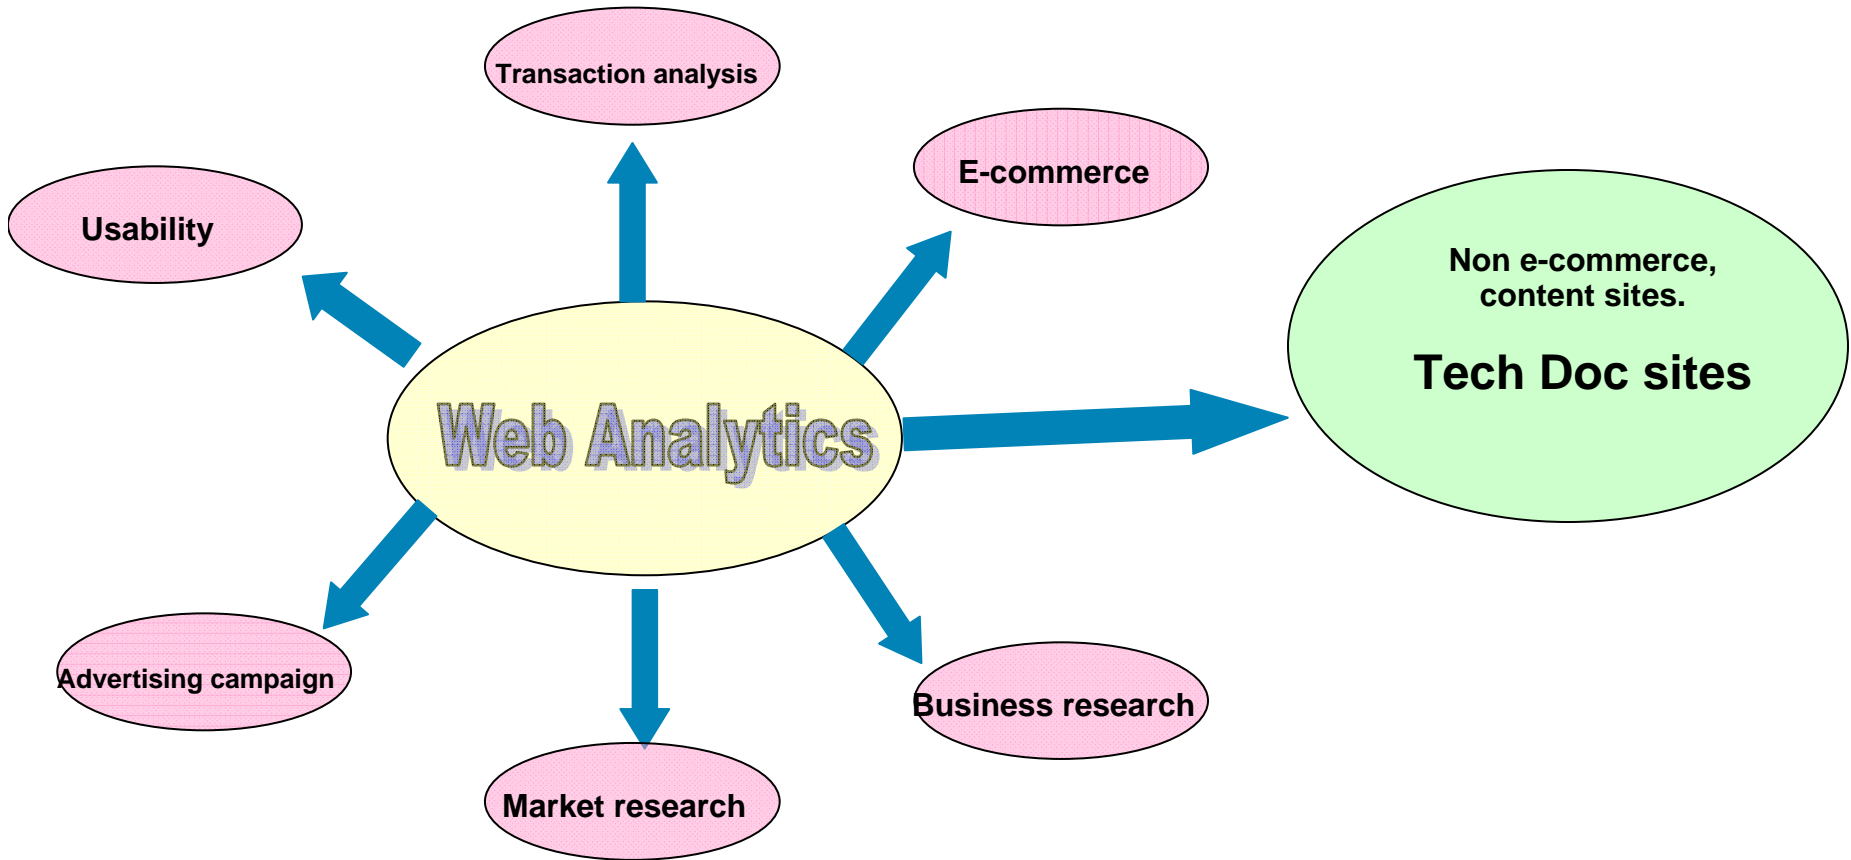 Transaction analysis
E-commerce
Usability
Non e-commerce,
content sites.
Tech Doc sites
Web Analytics
Advertising campaign
Business research
Market research